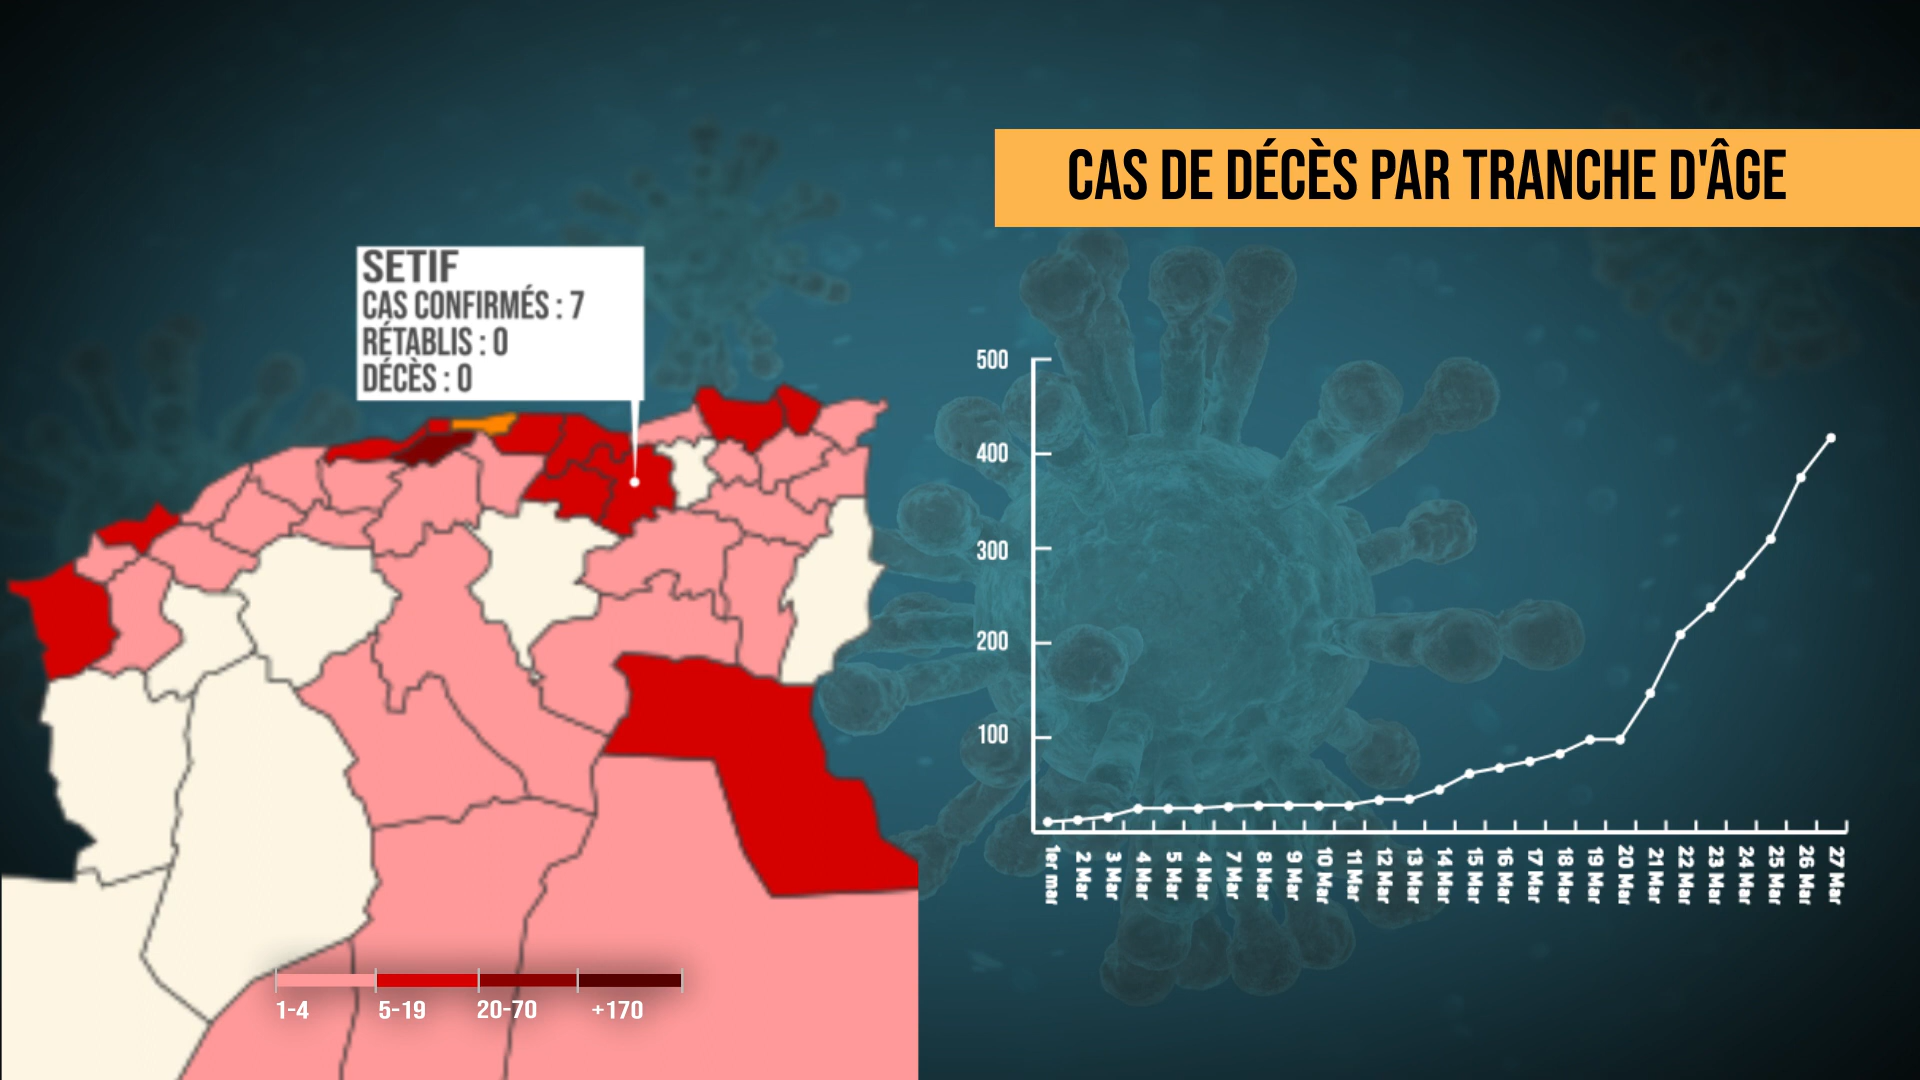 CAS DE DÉCÈS PAR TRANCHE D'ÂGE
SETIF
CAS CONFIRMÉS : 7
RÉTABLIS : 0
DÉCÈS : 0
500
400
300
200
100
1er mar
2 Mar
3 Mar
4 Mar
5 Mar
4 Mar
7 Mar
8 Mar
9 Mar
10 Mar
11 Mar
12 Mar
13 Mar
14 Mar
15 Mar
16 Mar
17 Mar
18 Mar
19 Mar
20 Mar
21 Mar
22 Mar
23 Mar
24 Mar
25 Mar
26 Mar
27 Mar
1-4
5-19
20-70
+170